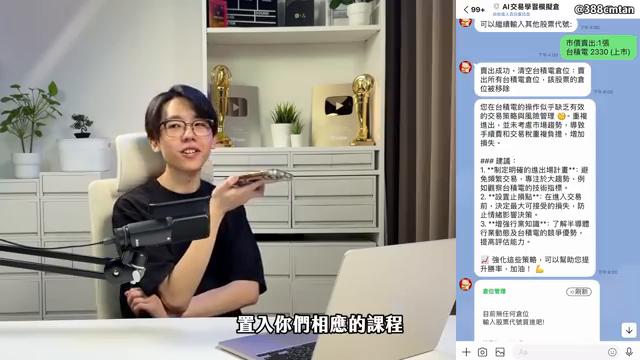 99+
AI交易學習模擬倉
@388cmtan
可以繼續輸入其他股票代號:
市價賣出:1張
台積電 2330 (上市)
賣出成功,清空台積電倉位:賣
出所有台積電倉位,該股票的倉
位被移除
您在台積電的操作似乎缺乏有效
的交易策略與風險管理 🧐。重複
進出,並未考慮市場趨勢,導致
手續費和交易稅重複負擔,增加
損失。
### 建議:
1. **制定明確的進出場計畫**: 避
免頻繁交易,專注於大趨勢,例
如觀察台積電的技術指標。
2. **設置止損點**: 在進入交易
前,決定最大可接受的損失,防
止情緒影響決策。
3. **增強行業知識**: 了解半導體
行業動態及台積電的競爭優勢,
提高評估能力。
📈 強化這些策略,可以幫助您提
升勝率,加油!💪
倉位管理
刷新
目前無任何倉位
輸入股票代號買進吧!
Aa
置入你們相應的課程